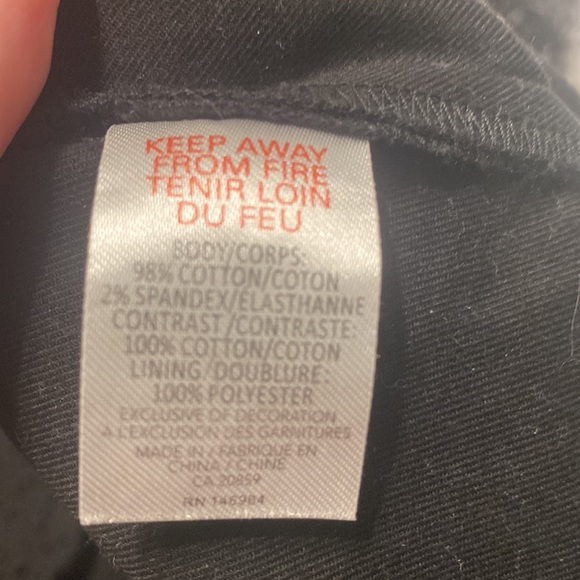 KEEP AWAY
FROM FIRE
TENIR LOIN
DU FEU
BODY/CORPS:
98% COTTON/COTON
2% SPANDEX/ÉLASTHANNE
CONTRAST/CONTRASTE:
100% COTTON/COTON
LINING/DOUBLURE:
100% POLYESTER
EXCLUSIVE OF DECORATION
A L'EXCLUSION DES GARNITURES
MADE IN / FABRIQUÉ EN
CHINA / CHINE
CA 20959
RN 146984